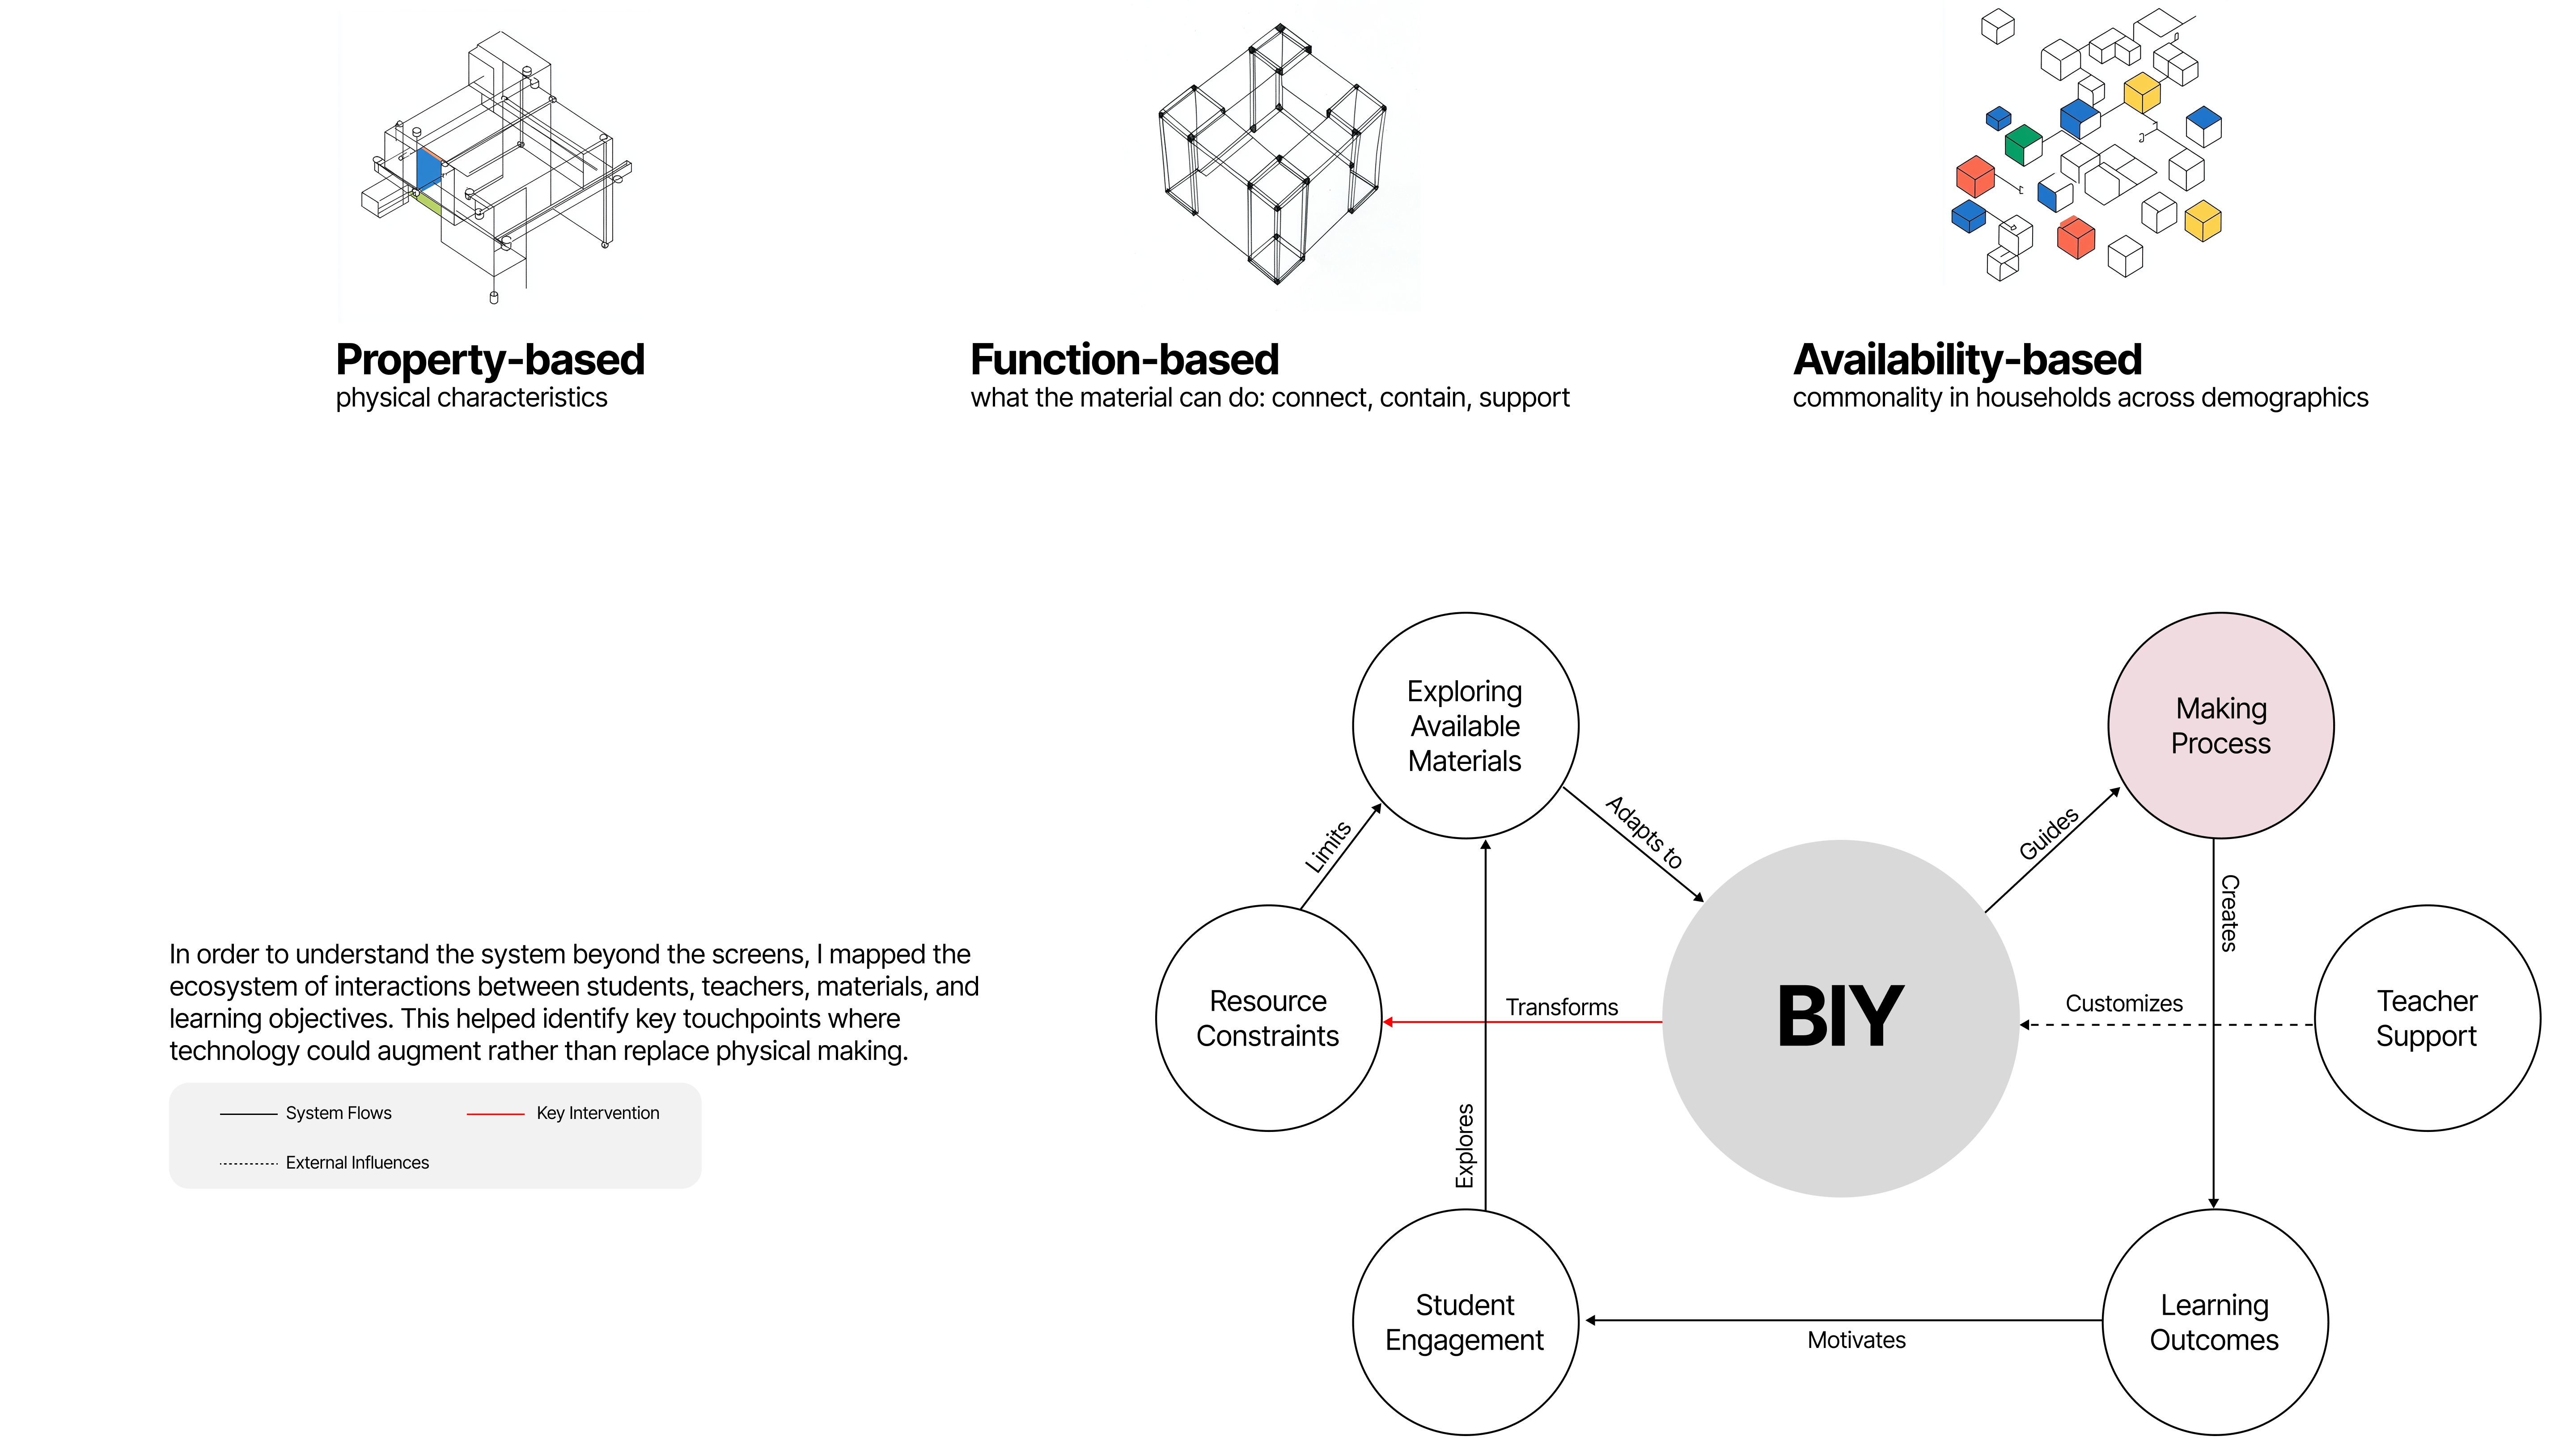 Property-based
physical characteristics
Function-based
what the material can do: connect, contain, support
Availability-based
commonality in households across demographics
In order to understand the system beyond the screens, I mapped the
ecosystem of interactions between students, teachers, materials, and
learning objectives. This helped identify key touchpoints where
technology could augment rather than replace physical making.
System Flows
Key Intervention
External Influences
Exploring
Available
Materials
Making
Process
Limits
Adapts to
Guides
Creates
Resource
Constraints
Transforms
BIY
Customizes
Teacher
Support
Explores
Student
Engagement
Motivates
Learning
Outcomes